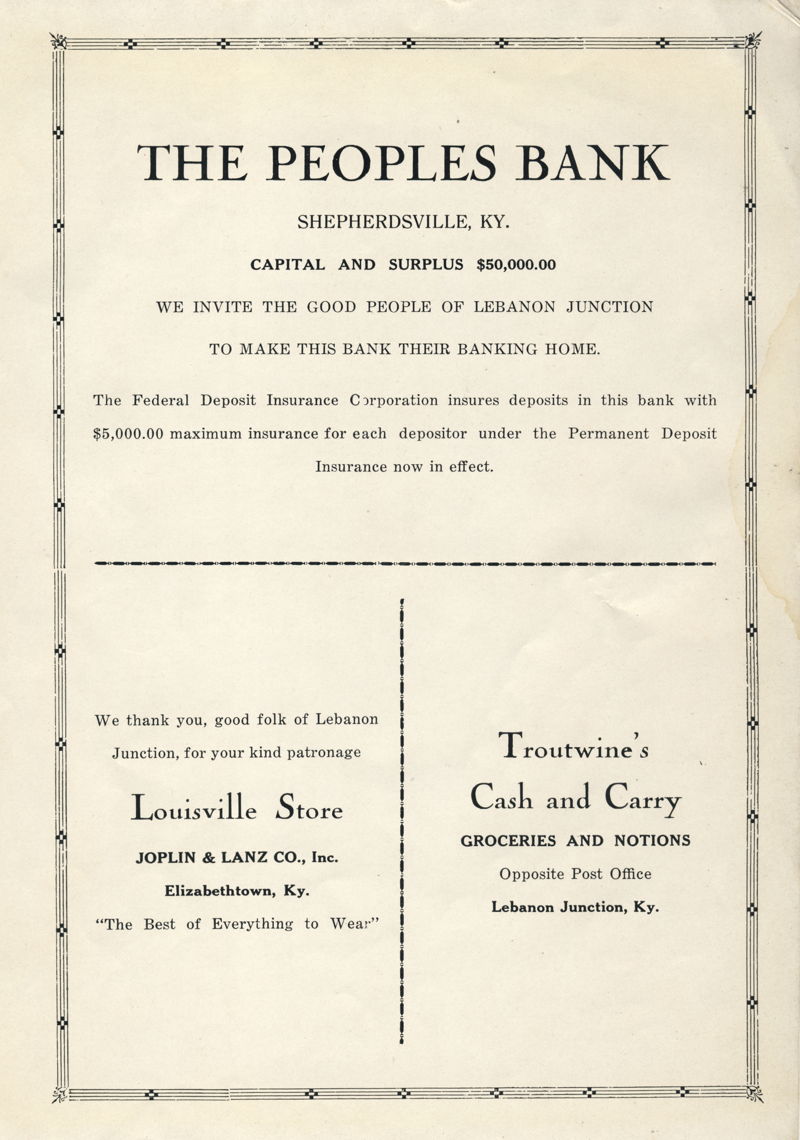 THE PEOPLES BANK
SHEPHERDSVILLE, KY.
CAPITAL AND SURPLUS $50,000.00
WE INVITE THE GOOD PEOPLE OF LEBANON JUNCTION
TO MAKE THIS BANK THEIR BANKING HOME.
The Federal Deposit Insurance Corporation insures deposits in this bank with
$5,000.00 maximum insurance for each depositor under the Permanent Deposit
Insurance now in effect.
We thank you, good folk of Lebanon
Junction, for your kind patronage
Louisville Store
JOPLIN & LANZ CO., Inc.
Elizabethtown, Ky.
“The Best of Everything to Wear”
Troutwine’s
Cash and Carry
GROCERIES AND NOTIONS
Opposite Post Office
Lebanon Junction, Ky.